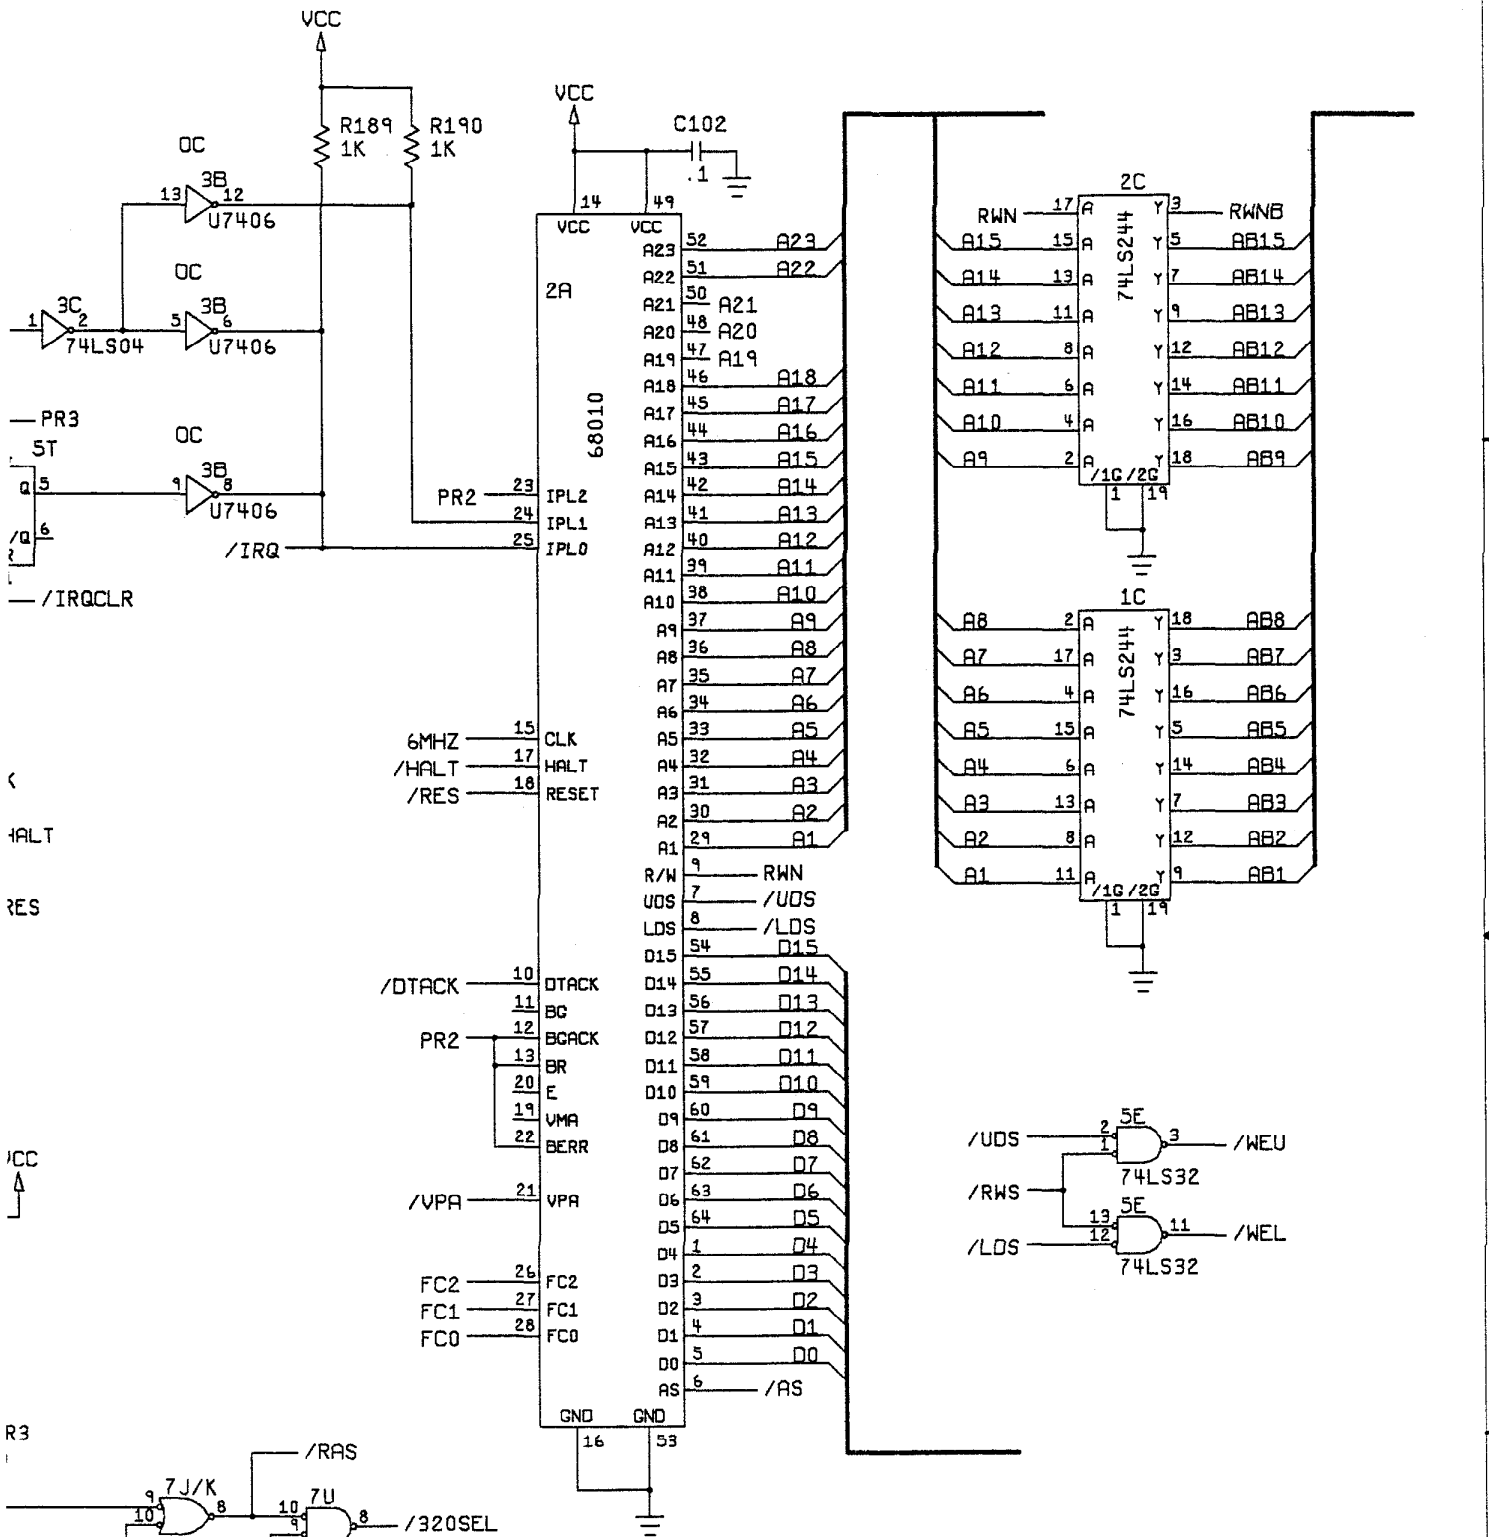 VCC
R189
1K
R190
1K
OC
13
3B
12
U7406
OC
1
3C
2
74LS04
5
3B
6
U7406
PR3
5T
Q
5
/Q
6
OC
9
3B
8
U7406
/IRQ
/IRQCLR
VCC
C102
.1
14
49
VCC
VCC
2A
68010
A23 52 A23
A22 51 A22
A21 50 A21
A20 48 A20
A19 47 A19
A18 46 A18
A17 45 A17
A16 44 A16
A15 43 A15
PR2 23 IPL2
A14 42 A14
24 IPL1
A13 41 A13
25 IPL0
A12 40 A12
A11 39 A11
A10 38 A10
A9 37 A9
A8 36 A8
A7 35 A7
A6 34 A6
6MHZ 15 CLK
A5 33 A5
/HALT 17 HALT
A4 32 A4
/RES 18 RESET
A3 31 A3
A2 30 A2
A1 29 A1
R/W 9 RWN
UDS 7 /UDS
LDS 8 /LDS
D15 54 D15
/DTACK 10 DTACK
D14 55 D14
11 BG
D13 56 D13
PR2 12 BGACK
D12 57 D12
13 BR
D11 58 D11
20 E
D10 59 D10
19 VMA
D9 60 D9
22 BERR
D8 61 D8
D7 62 D7
/VPA 21 VPA
D6 63 D6
D5 64 D5
D4 1 D4
FC2 26 FC2
D3 2 D3
FC1 27 FC1
D2 3 D2
FC0 28 FC0
D1 4 D1
D0 5 D0
AS 6 /AS
GND
GND
16
53
2C
74LS244
RWN 17 A Y 3 RWNB
A15 15 A Y 5 AB15
A14 13 A Y 7 AB14
A13 11 A Y 9 AB13
A12 8 A Y 12 AB12
A11 6 A Y 14 AB11
A10 4 A Y 16 AB10
A9 2 A Y 18 AB9
/1G /2G
1
19
1C
74LS244
A8 2 A Y 18 AB8
A7 17 A Y 3 AB7
A6 4 A Y 16 AB6
A5 15 A Y 5 AB5
A4 6 A Y 14 AB4
A3 13 A Y 7 AB3
A2 8 A Y 12 AB2
A1 11 A Y 9 AB1
/1G /2G
1
19
5E
/UDS 2
1
3 /WEU
74LS32
/RWS
5E
13
/LDS 12
11 /WEL
74LS32
HALT
RES
VCC
R3
/RAS
7J/K
9
10
8
7U
10
9
8
/320SEL